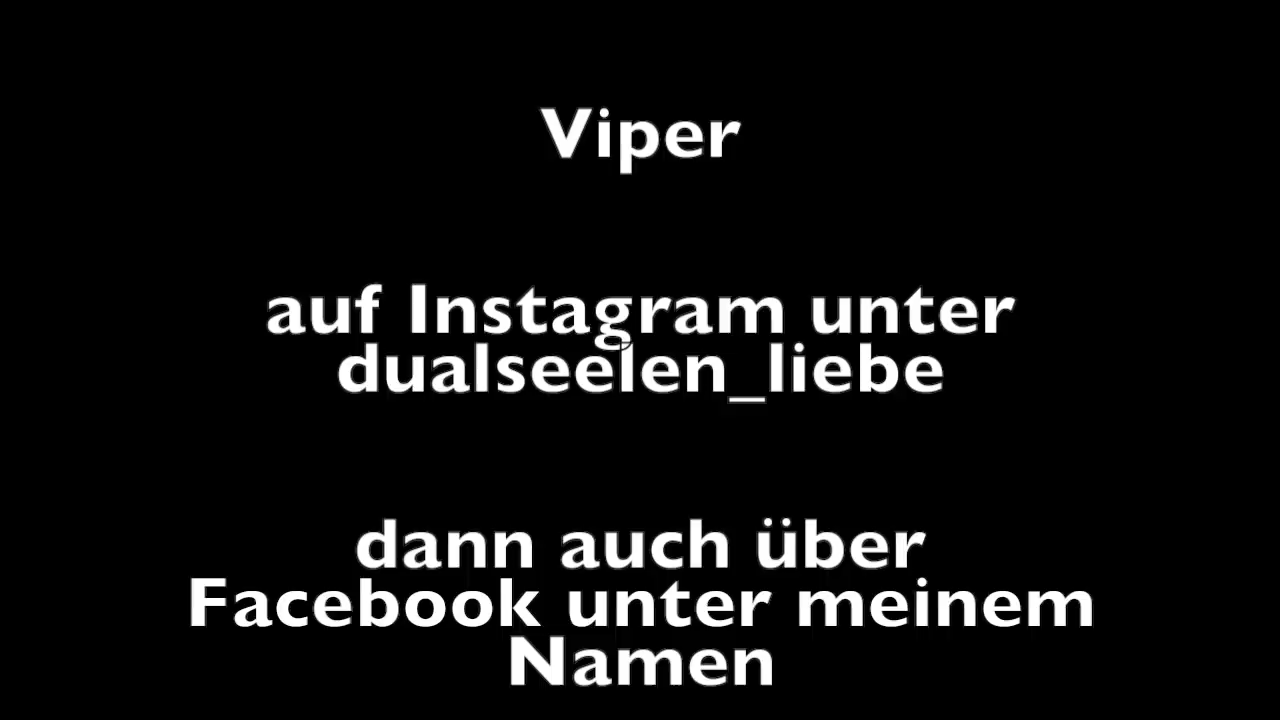 Viper
auf Instagram unter
dualseelen_liebe
dann auch über
Facebook unter meinem
Namen